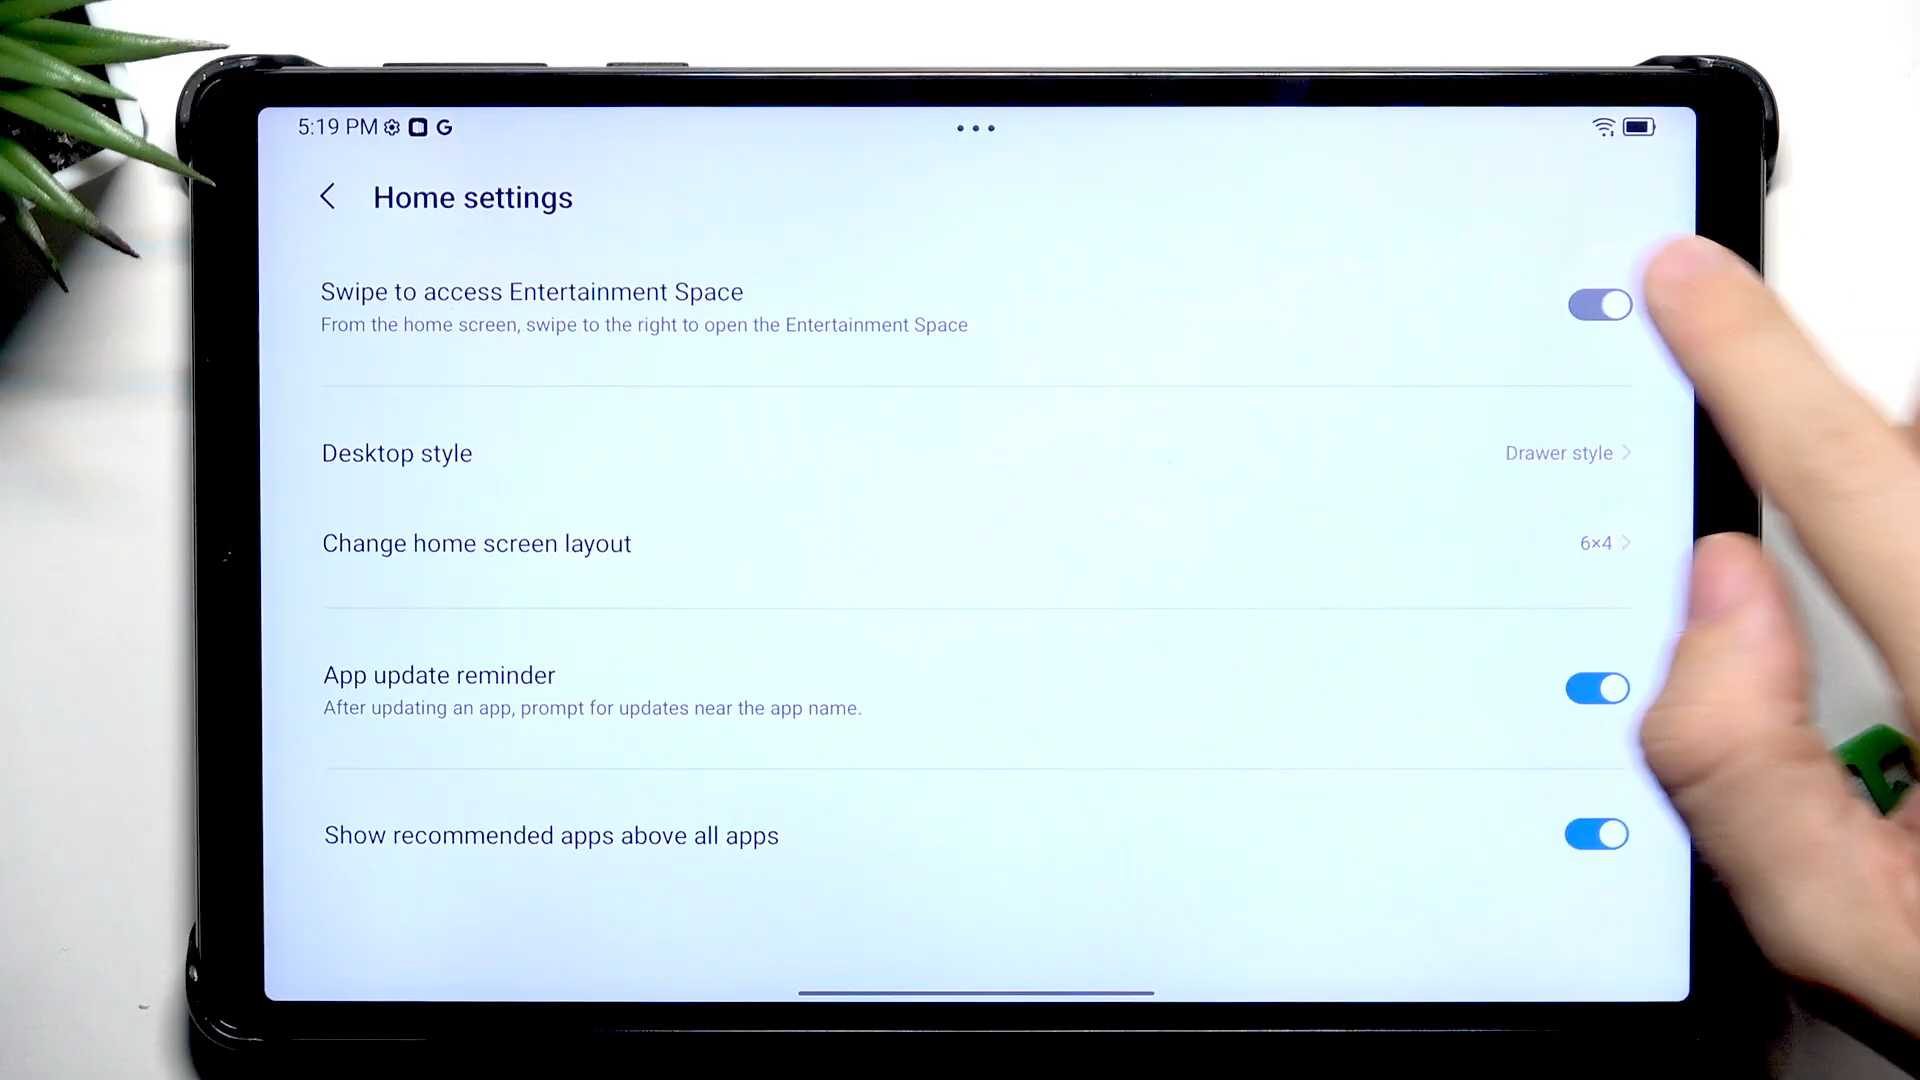 5:19 PM G
Home settings
Swipe to access Entertainment Space
From the home screen, swipe to the right to open the Entertainment Space
Desktop style
Drawer style
Change home screen layout
6×4
App update reminder
After updating an app, prompt for updates near the app name.
Show recommended apps above all apps